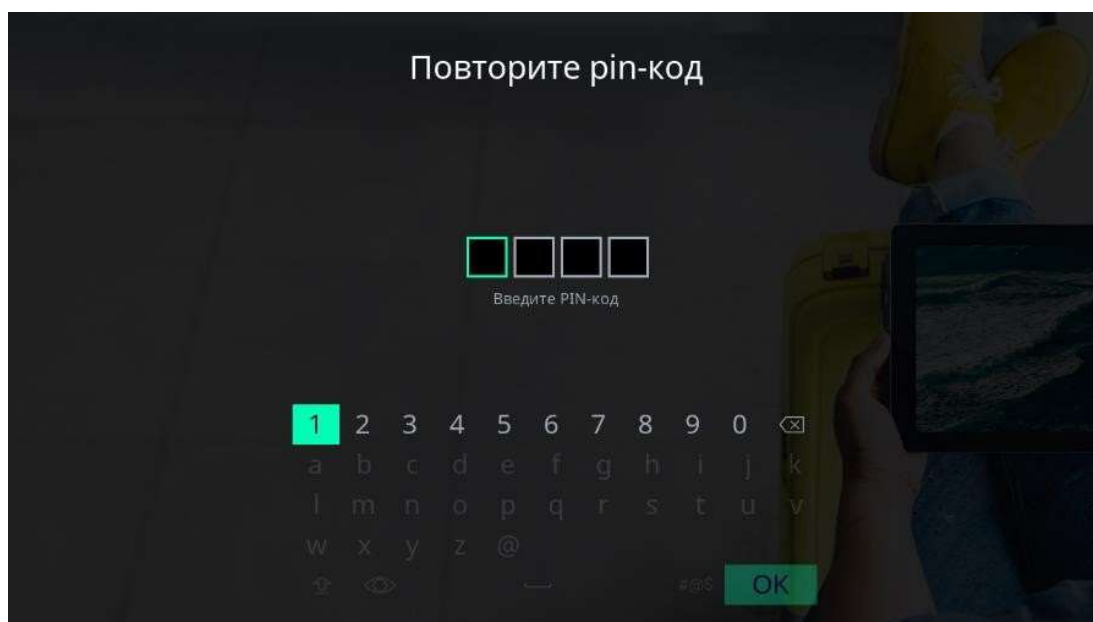 Повторите pin-код
Введите PIN-код
1 2 3 4 5 6 7 8 9 0
a b c d e f g h i j k
l m n o p q r s t u v
w x y z @
#@$ OK